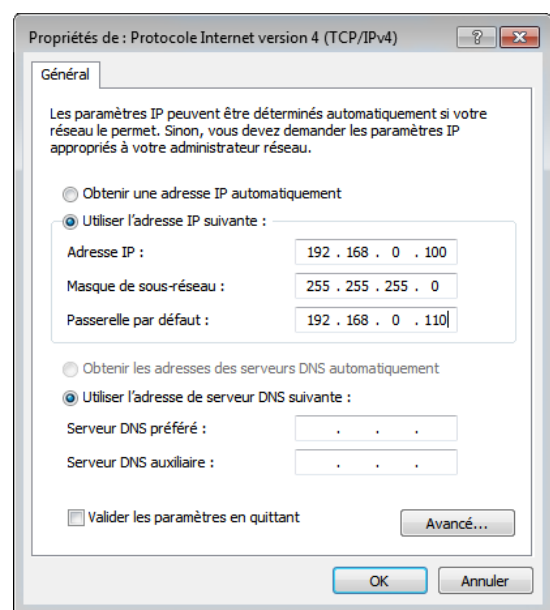 Propriétés de : Protocole Internet version 4 (TCP/IPv4)
Général
Les paramètres IP peuvent être déterminés automatiquement si votre
réseau le permet. Sinon, vous devez demander les paramètres IP
appropriés à votre administrateur réseau.
Obtenir une adresse IP automatiquement
Utiliser l'adresse IP suivante :
Adresse IP : 192 . 168 . 0 . 100
Masque de sous-réseau : 255 . 255 . 255 . 0
Passerelle par défaut : 192 . 168 . 0 . 110
Obtenir les adresses des serveurs DNS automatiquement
Utiliser l'adresse de serveur DNS suivante :
Serveur DNS préféré : . . .
Serveur DNS auxiliaire : . . .
Valider les paramètres en quittant
Avancé...
OK Annuler